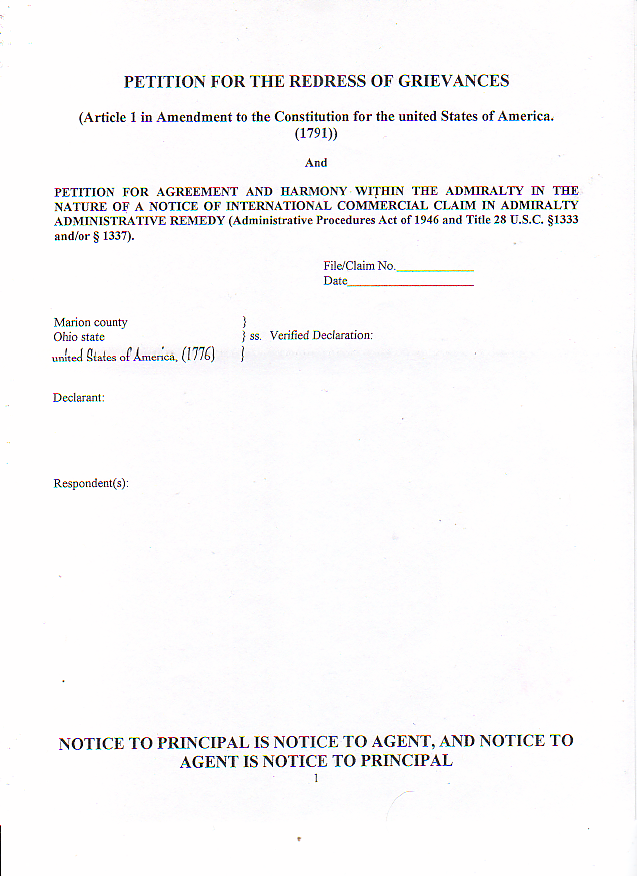 PETITION FOR THE REDRESS OF GRIEVANCES
(Article 1 in Amendment to the Constitution for the united States of America.
(1791))
And
PETITION FOR AGREEMENT AND HARMONY WITHIN THE ADMIRALTY IN THE
NATURE OF A NOTICE OF INTERNATIONAL COMMERCIAL CLAIM IN ADMIRALTY
ADMINISTRATIVE REMEDY (Administrative Procedures Act of 1946 and Title 28 U.S.C. §1333
and/or § 1337).
File/Claim No.____________
Date____________________
Marion county }
Ohio state } ss. Verified Declaration:
united States of America, (1776) }
Declarant:
Respondent(s):
NOTICE TO PRINCIPAL IS NOTICE TO AGENT, AND NOTICE TO
AGENT IS NOTICE TO PRINCIPAL
1